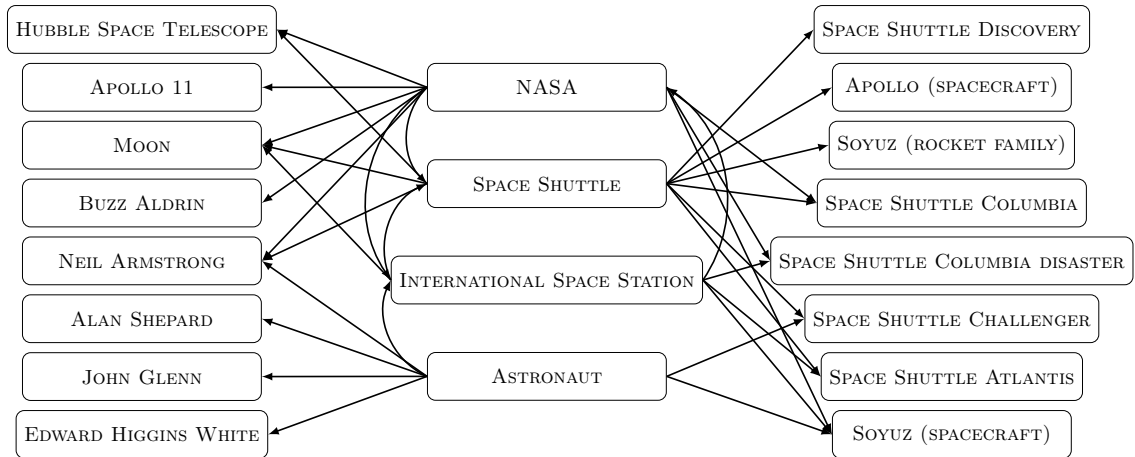 Hubble Space Telescope
Apollo 11
Moon
Buzz Aldrin
Neil Armstrong
Alan Shepard
John Glenn
Edward Higgins White
NASA
Space Shuttle
International Space Station
Astronaut
Space Shuttle Discovery
Apollo (spacecraft)
Soyuz (rocket family)
Space Shuttle Columbia
Space Shuttle Columbia disaster
Space Shuttle Challenger
Space Shuttle Atlantis
Soyuz (spacecraft)